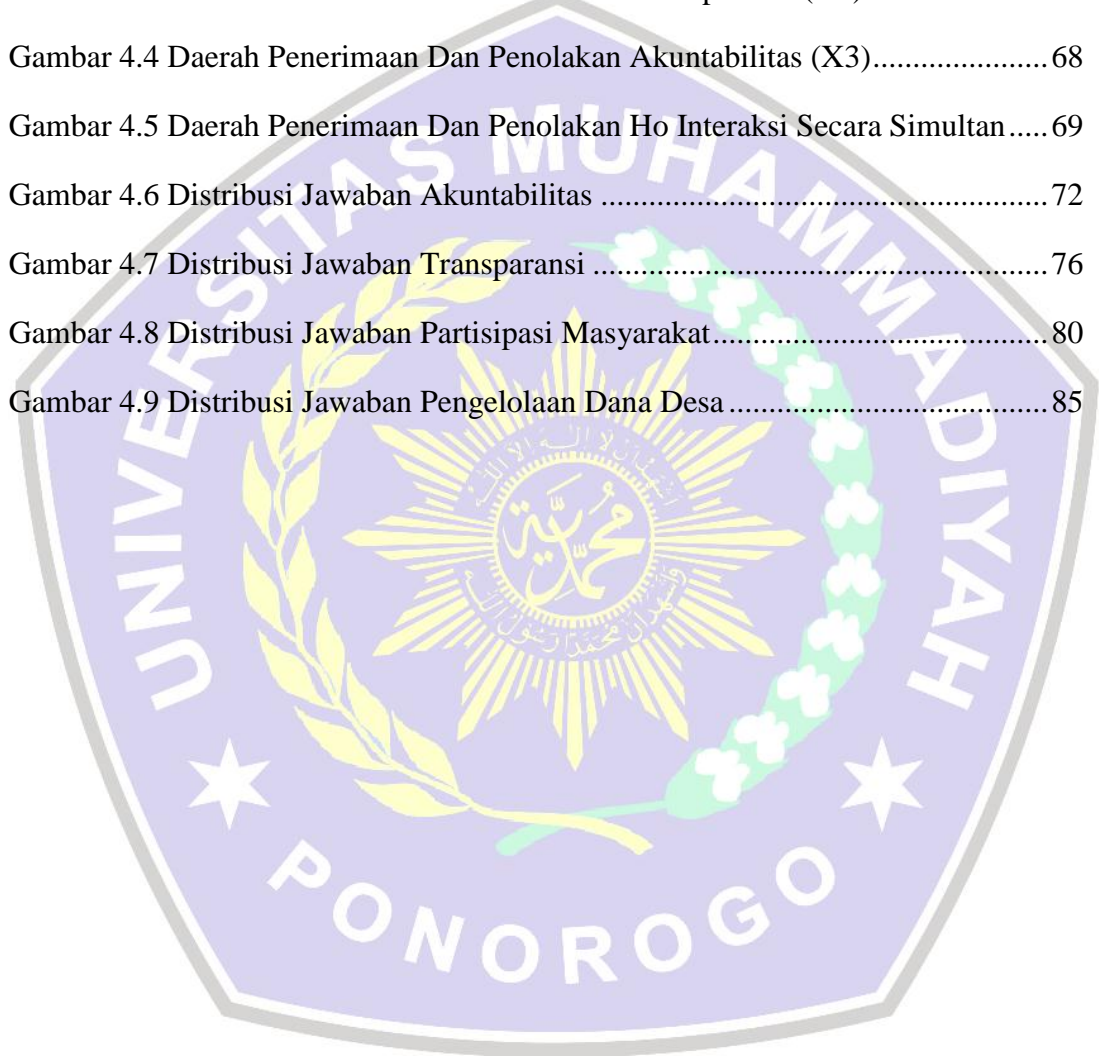 Gambar 4.4 Daerah Penerimaan Dan Penolakan Akuntabilitas (X3)......................68
Gambar 4.5 Daerah Penerimaan Dan Penolakan Ho Interaksi Secara Simultan.....69
Gambar 4.6 Distribusi Jawaban Akuntabilitas ........................................................72
Gambar 4.7 Distribusi Jawaban Transparansi .........................................................76
Gambar 4.8 Distribusi Jawaban Partisipasi Masyarakat..........................................80
Gambar 4.9 Distribusi Jawaban Pengelolaan Dana Desa ........................................85
UNIVERSITAS MUHAMMADIYAH
PONOROGO